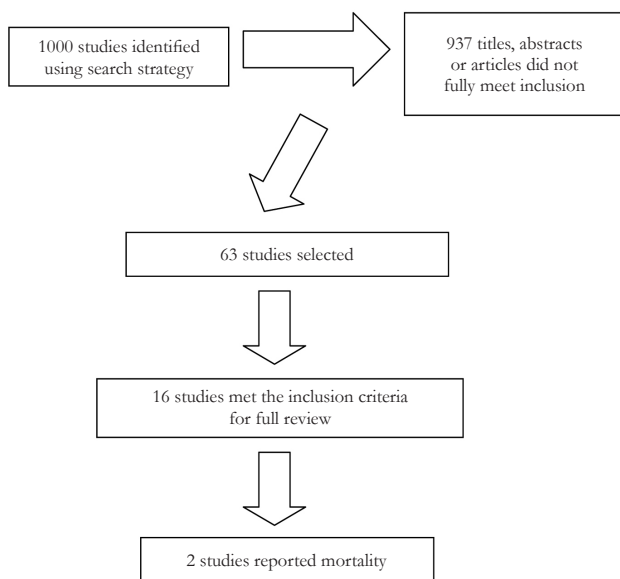 1000 studies identified
using search strategy
937 titles, abstracts
or articles did not
fully meet inclusion
63 studies selected
16 studies met the inclusion criteria
for full review
2 studies reported mortality